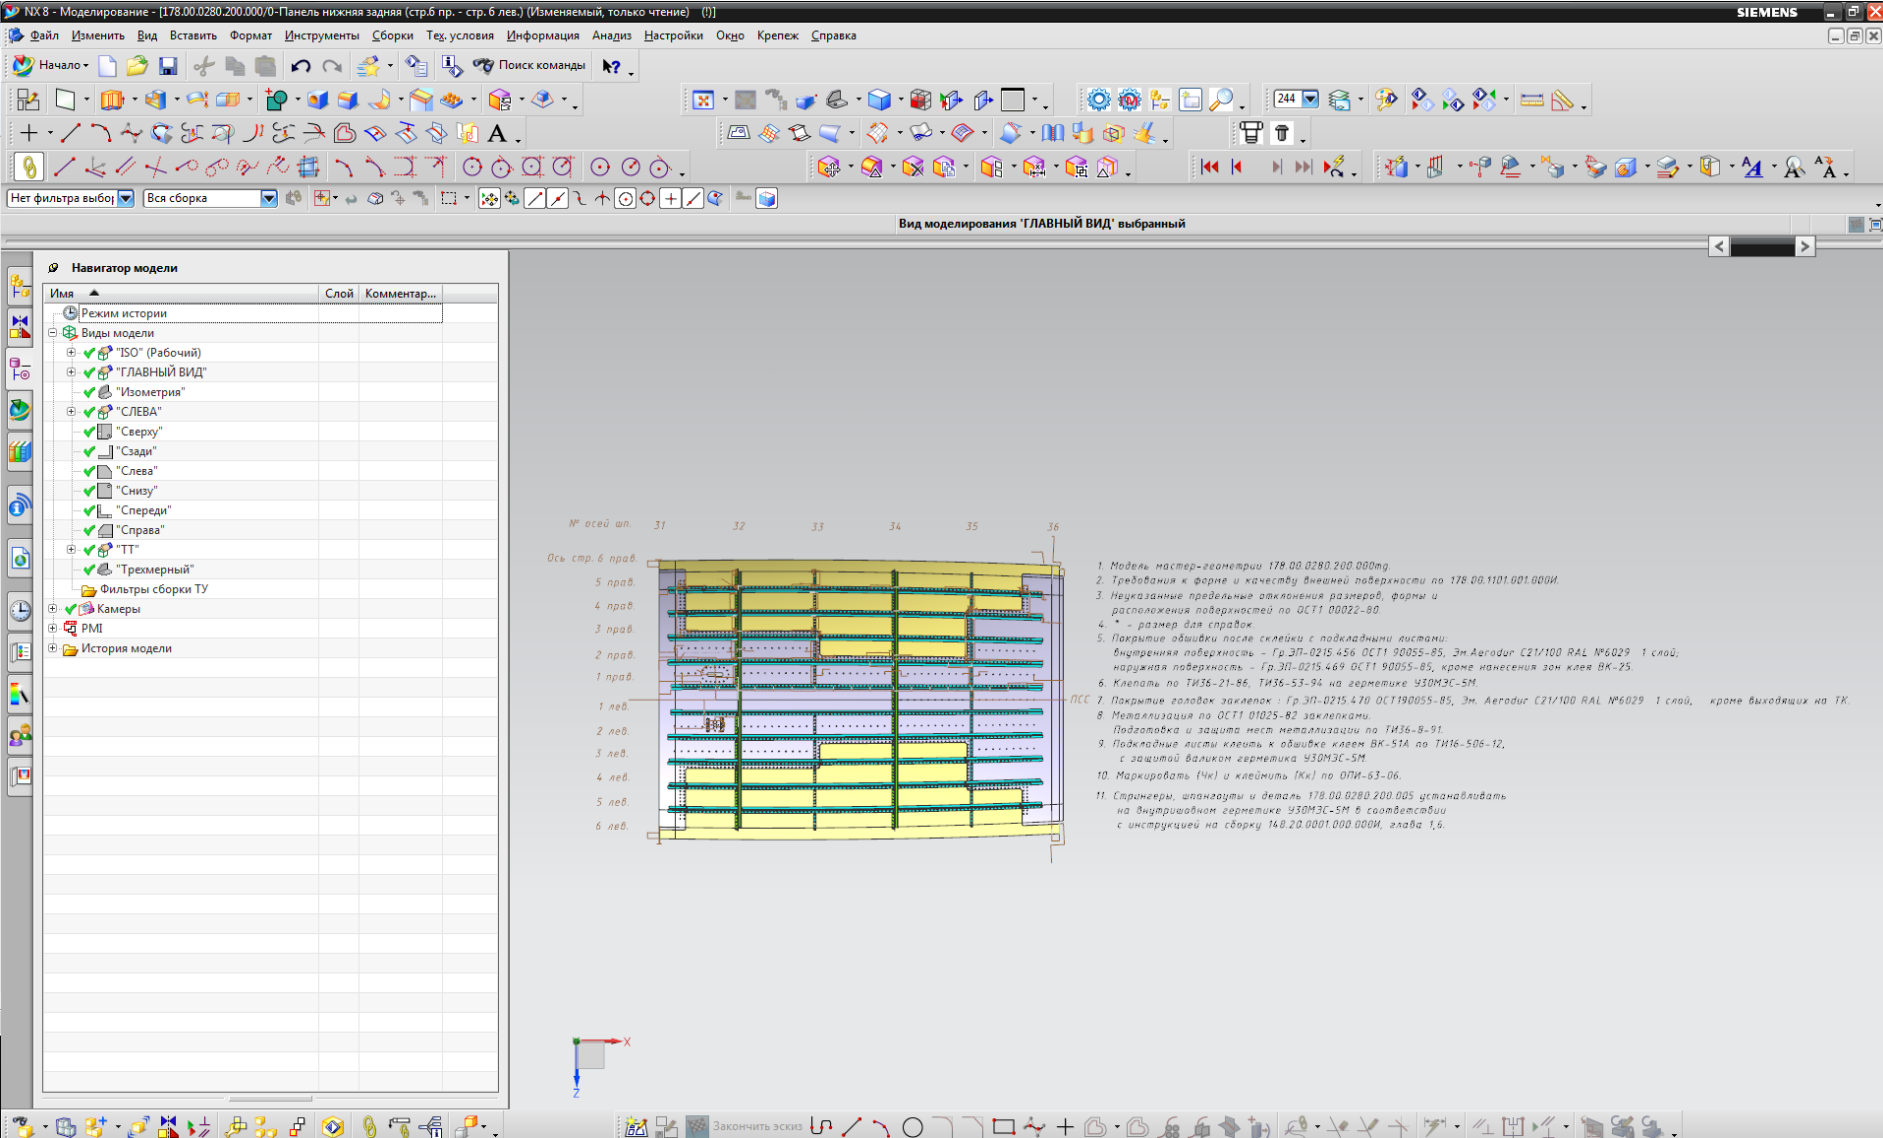 NX 8 - Моделирование - [178.00.0280.200.000/0-Панель нижняя задняя (стр.6 пр. - стр. 6 лев.) (Изменяемый, только чтение) (!)]
SIEMENS
Файл Изменить Вид Вставить Формат Инструменты Сборки Тех. условия Информация Анализ Настройки Окно Крепеж Справка
Начало Поиск команды
244
Нет фильтра выбор Вся сборка
Вид моделирования 'ГЛАВНЫЙ ВИД' выбранный
Навигатор модели
Имя Слой Комментар...
Режим истории
Виды модели
"ISO" (Рабочий)
"ГЛАВНЫЙ ВИД"
"Изометрия"
"СЛЕВА"
"Сверху"
"Сзади"
"Слева"
"Снизу"
"Спереди"
"Справа"
"ТТ"
"Трехмерный"
Фильтры сборки ТУ
Камеры
PMI
История модели
№ осей шп. 31 32 33 34 35 36
Ось стр. 6 прав.
5 прав.
4 прав.
3 прав.
2 прав.
1 прав.
ПСС
1 лев.
2 лев.
3 лев.
4 лев.
5 лев.
6 лев.
1. Модель мастер-геометрии 178.00.0280.200.000mg.
2. Требования к форме и качеству внешней поверхности по 178.00.1101.001.000И.
3. Неуказанные предельные отклонения размеров, формы и
расположения поверхностей по ОСТ1 00022-80.
4. * - размер для справок.
5. Покрытие обшивки после склейки с подкладными листами:
внутренняя поверхность - Гр.ЭП-0215.456 ОСТ1 90055-85, Эм.Aerodur C21/100 RAL №6029 1 слой;
наружная поверхность - Гр.ЭП-0215.469 ОСТ1 90055-85, кроме нанесения зон клея ВК-25.
6. Клепать по ТИ36-21-86, ТИ36-53-94 на герметике У30МЭС-5М.
7. Покрытие головок заклепок : Гр.ЭП-0215.470 ОСТ190055-85, Эм. Aerodur C21/100 RAL №6029 1 слой, кроме выходящих на ТК.
8. Металлизация по ОСТ1 01025-82 заклепками.
Подготовка и защита мест металлизации по ТИ36-8-91.
9. Подкладные листы клеить к обшивке клеем ВК-51А по ТИ16-506-12,
с защитой валиком герметика У30МЭС-5М.
10. Маркировать (Чк) и клеймить (Кк) по ОПИ-63-06.
11. Стрингеры, шпангоуты и деталь 178.00.0280.200.005 устанавливать
на внутришовном герметике У30МЭС-5М в соответствии
с инструкцией на сборку 148.20.0001.000.000И, глава 1,6.
X
Z
Закончить эскиз